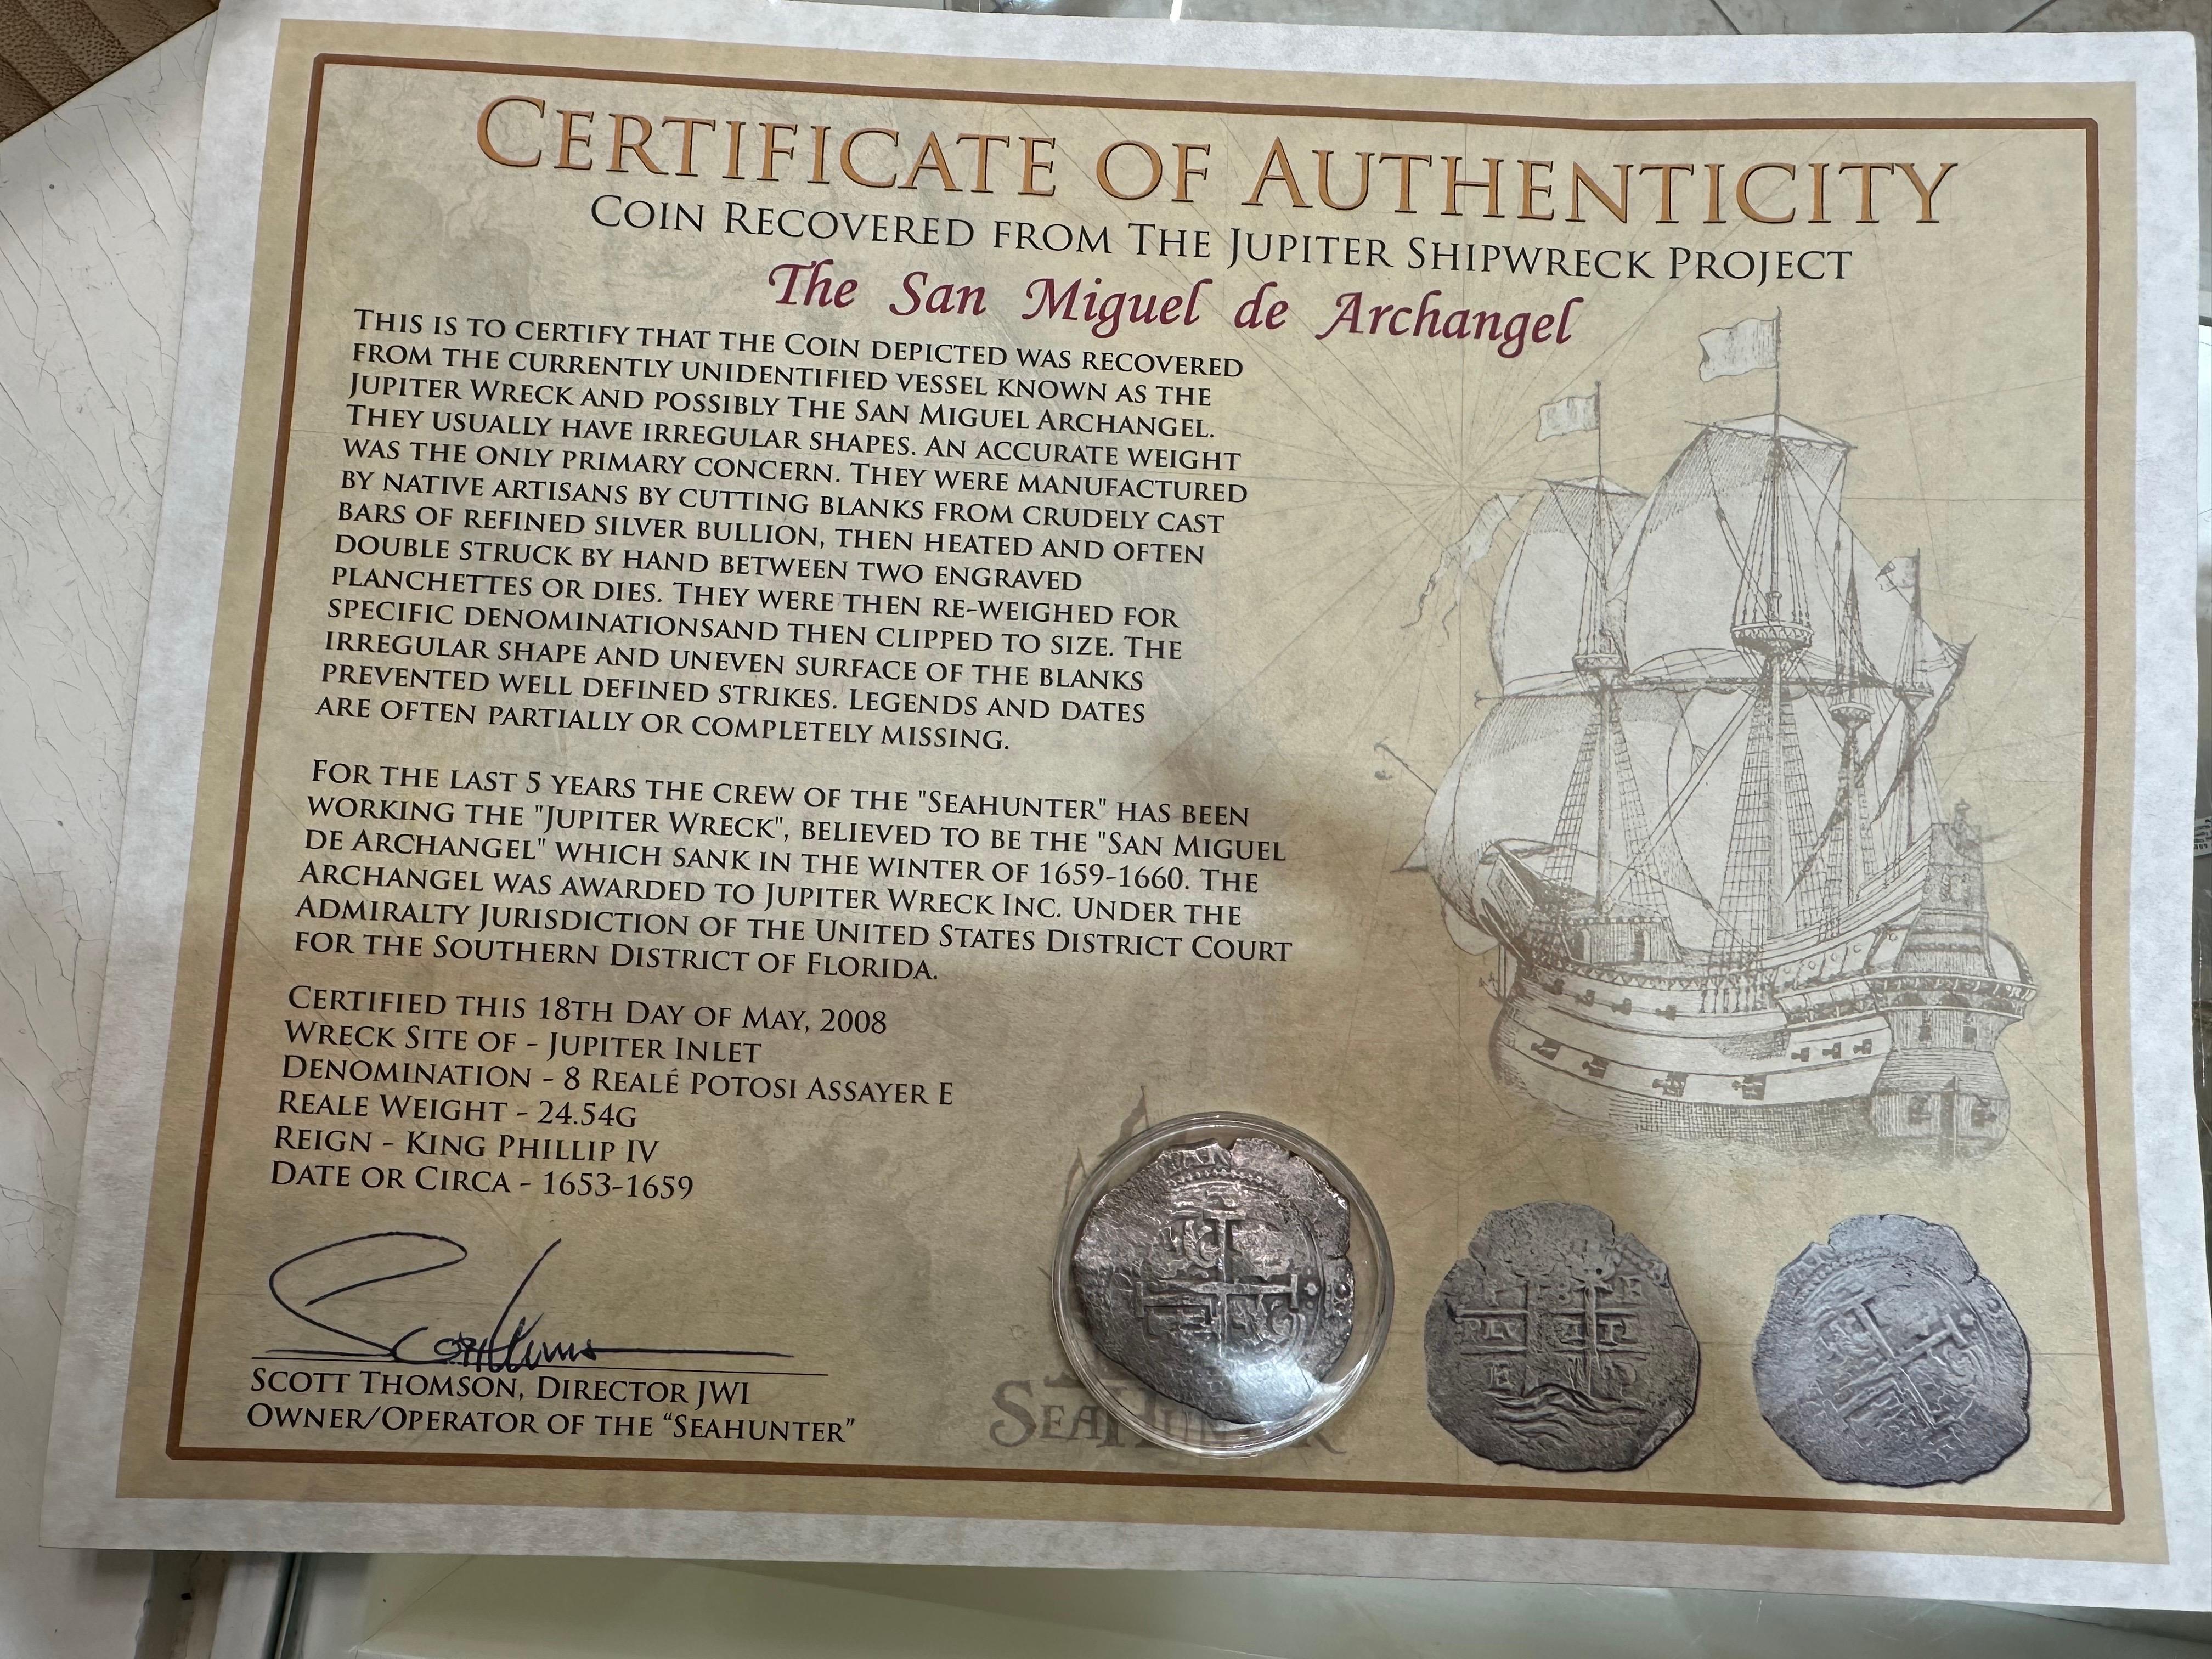 CERTIFICATE OF AUTHENTICITY
COIN RECOVERED FROM THE JUPITER SHIPWRECK PROJECT
The San Miguel de Archangel
THIS IS TO CERTIFY THAT THE COIN DEPICTED WAS RECOVERED
FROM THE CURRENTLY UNIDENTIFIED VESSEL KNOWN AS THE
JUPITER WRECK AND POSSIBLY THE SAN MIGUEL ARCHANGEL.
THEY USUALLY HAVE IRREGULAR SHAPES. AN ACCURATE WEIGHT
WAS THE ONLY PRIMARY CONCERN. THEY WERE MANUFACTURED
BY NATIVE ARTISANS BY CUTTING BLANKS FROM CRUDELY CAST
BARS OF REFINED SILVER BULLION, THEN HEATED AND OFTEN
DOUBLE STRUCK BY HAND BETWEEN TWO ENGRAVED
PLANCHETTES OR DIES. THEY WERE THEN RE-WEIGHED FOR
SPECIFIC DENOMINATIONSAND THEN CLIPPED TO SIZE. THE
IRREGULAR SHAPE AND UNEVEN SURFACE OF THE BLANKS
PREVENTED WELL DEFINED STRIKES. LEGENDS AND DATES
ARE OFTEN PARTIALLY OR COMPLETELY MISSING.
FOR THE LAST 5 YEARS THE CREW OF THE "SEAHUNTER" HAS BEEN
WORKING THE "JUPITER WRECK", BELIEVED TO BE THE "SAN MIGUEL
DE ARCHANGEL" WHICH SANK IN THE WINTER OF 1659-1660. THE
ARCHANGEL WAS AWARDED TO JUPITER WRECK INC. UNDER THE
ADMIRALTY JURISDICTION OF THE UNITED STATES DISTRICT COURT
FOR THE SOUTHERN DISTRICT OF FLORIDA.
CERTIFIED THIS 18TH DAY OF MAY, 2008
WRECK SITE OF - JUPITER INLET
DENOMINATION - 8 REALÉ POTOSI ASSAYER E
REALE WEIGHT - 24.54G
REIGN - KING PHILLIP IV
DATE OR CIRCA - 1653-1659
SCOTT THOMSON, DIRECTOR JWI
OWNER/OPERATOR OF THE “SEAHUNTER”
SEAHUNTER